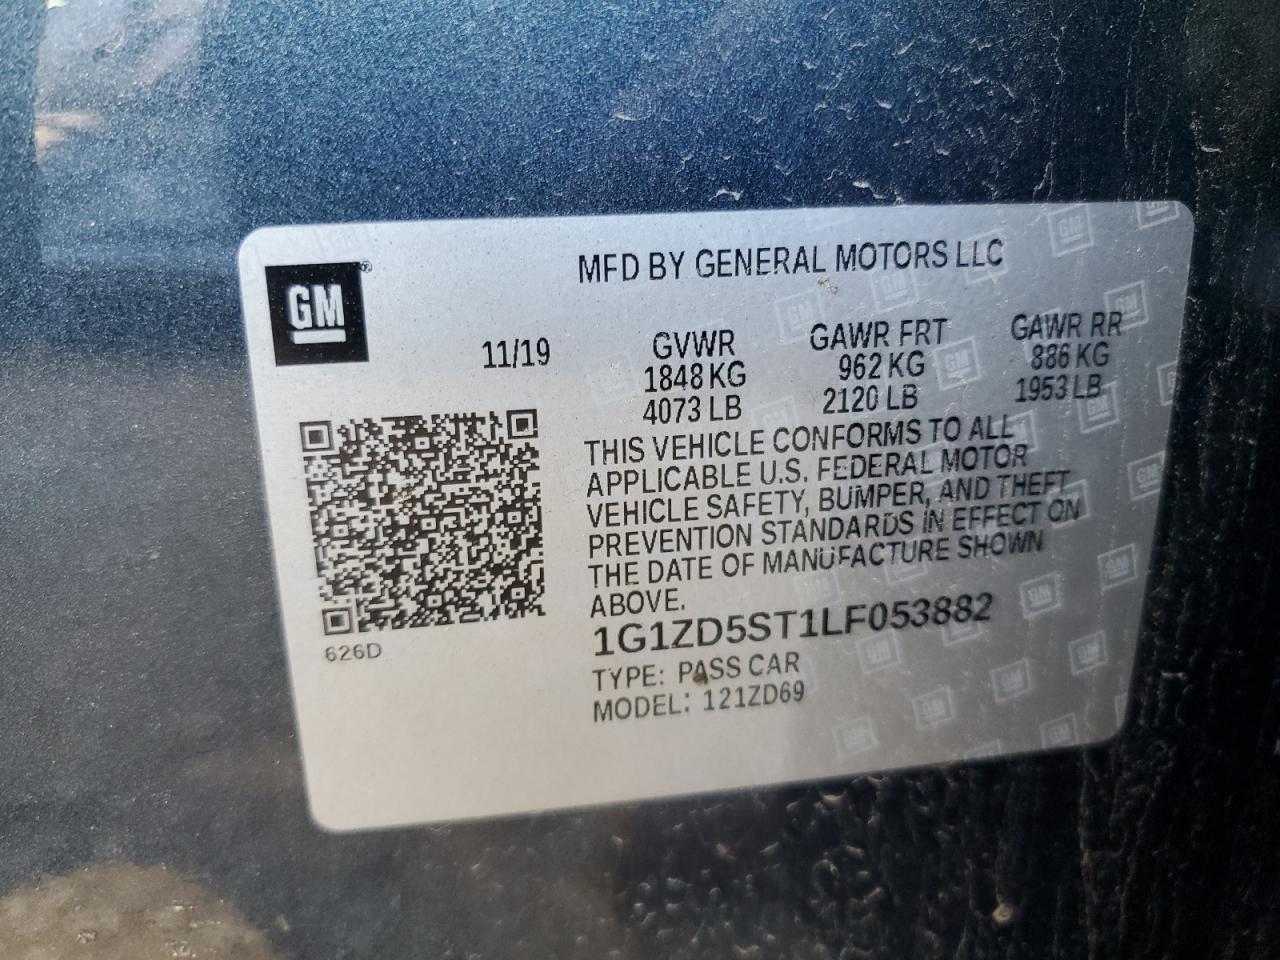 GM®
MFD BY GENERAL MOTORS LLC
11/19
GVWR
1848 KG
4073 LB
GAWR FRT
962 KG
2120 LB
GAWR RR
886 KG
1953 LB
THIS VEHICLE CONFORMS TO ALL
APPLICABLE U.S. FEDERAL MOTOR
VEHICLE SAFETY, BUMPER, AND THEFT
PREVENTION STANDARDS IN EFFECT ON
THE DATE OF MANUFACTURE SHOWN
ABOVE.
1G1ZD5ST1LF053882
TYPE: PASS CAR
MODEL: 121ZD69
626D